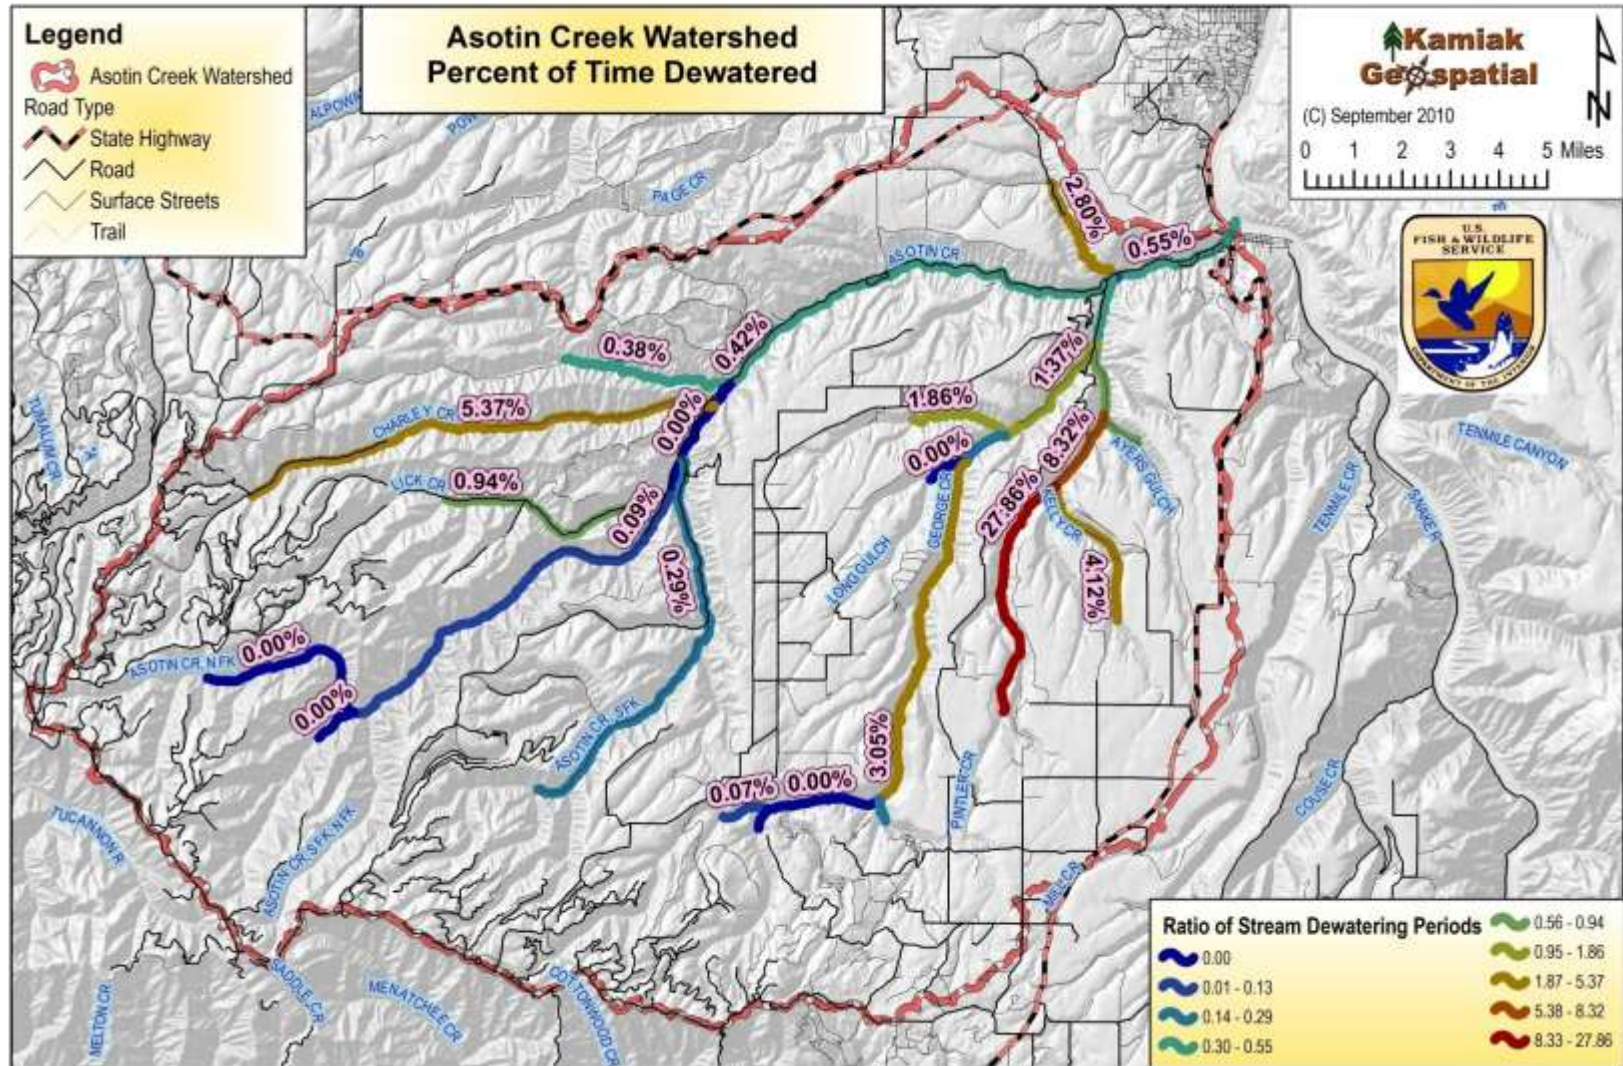 Legend
Asotin Creek Watershed
Road Type
State Highway
Road
Surface Streets
Trail
Asotin Creek Watershed
Percent of Time Dewatered
Kamiak
Geospatial
(C) September 2010
N
0 1 2 3 4 5 Miles
U.S.
FISH & WILDLIFE
SERVICE
DEPARTMENT OF THE INTERIOR
ALPOWA
PAGE CR
2.80%
0.55%
ASOTIN CR
0.42%
0.38%
1.37%
TUMALUM CR
CHARLEY CR
5.37%
0.00%
1.86%
8.32%
0.00%
AYERS GULCH
TENMILE CANYON
TENMILE CR
SNAKE R
LICK CR
0.94%
0.09%
GEORGE CR
27.86%
KELLY CR
0.29%
LONG GULCH
4.12%
ASOTIN CR, N FK
0.00%
0.00%
ASOTIN CR, S FK
3.05%
0.07%
0.00%
PINTLER CR
COUSE CR
TUCANNON R
ASOTIN CR, S FK, N FK
MILL CR
SADDLE CR
MENATCHEE CR
COTTONWOOD CR
MELTON CR
Ratio of Stream Dewatering Periods
0.00
0.01 - 0.13
0.14 - 0.29
0.30 - 0.55
0.56 - 0.94
0.95 - 1.86
1.87 - 5.37
5.38 - 8.32
8.33 - 27.86